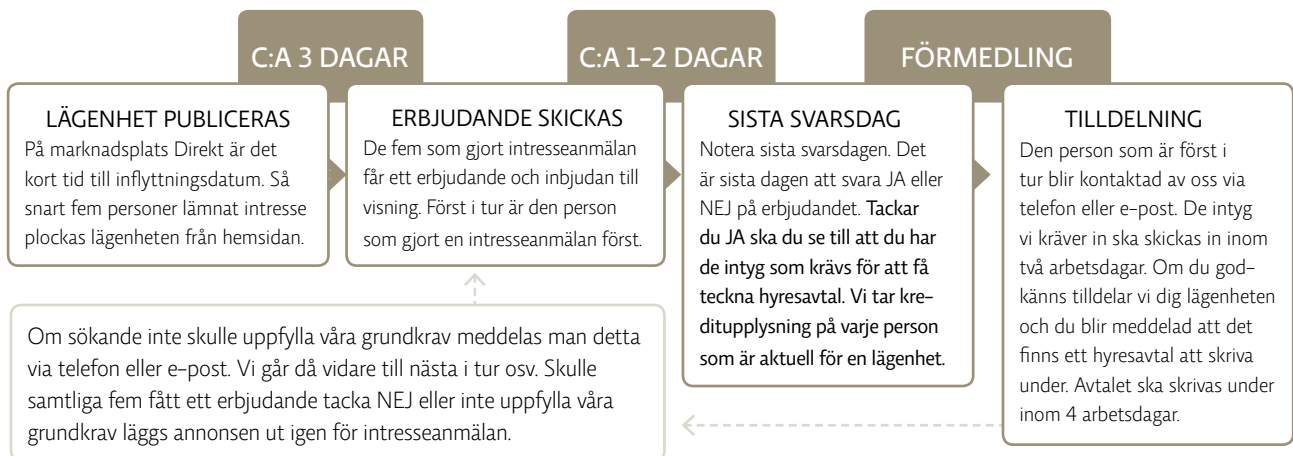 C:A 3 DAGAR
C:A 1–2 DAGAR
FÖRMEDLING
LÄGENHET PUBLICERAS
På marknadsplats Direkt är det
kort tid till inflyttningsdatum. Så
snart fem personer lämnat intresse
plockas lägenheten från hemsidan.
ERBJUDANDE SKICKAS
De fem som gjort intresseanmälan
får ett erbjudande och inbjudan till
visning. Först i tur är den person
som gjort en intresseanmälan först.
SISTA SVARSDAG
Notera sista svarsdagen. Det
är sista dagen att svara JA eller
NEJ på erbjudandet. Tackar
du JA ska du se till att du har
de intyg som krävs för att få
teckna hyresavtal. Vi tar kre-
ditupplysning på varje person
som är aktuell för en lägenhet.
TILLDELNING
Den person som är först i
tur blir kontaktad av oss via
telefon eller e-post. De intyg
vi kräver in ska skickas in inom
två arbetsdagar. Om du god-
känns tilldelar vi dig lägenheten
och du blir meddelad att det
finns ett hyresavtal att skriva
under. Avtalet ska skrivas under
inom 4 arbetsdagar.
Om sökande inte skulle uppfylla våra grundkrav meddelas man detta
via telefon eller e-post. Vi går då vidare till nästa i tur osv. Skulle
samtliga fem fått ett erbjudande tacka NEJ eller inte uppfylla våra
grundkrav läggs annonsen ut igen för intresseanmälan.